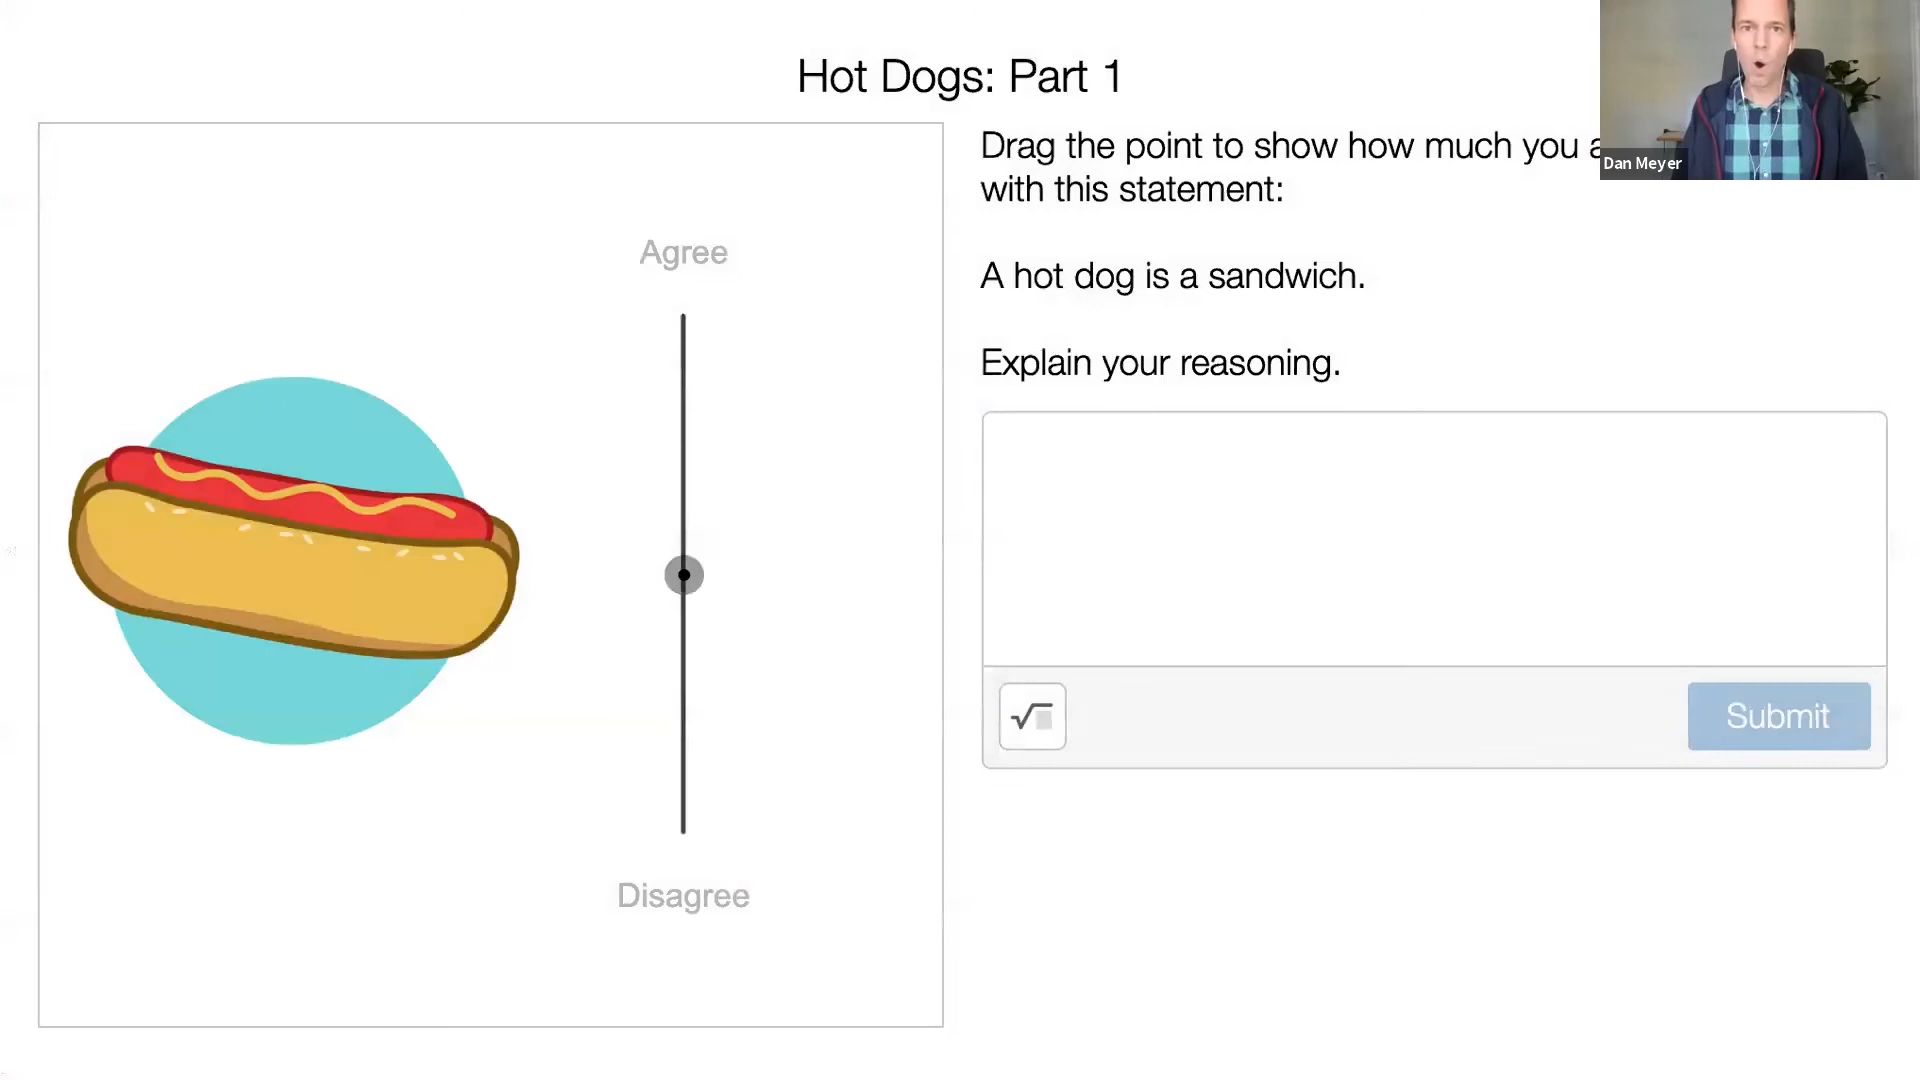 Hot Dogs: Part 1
Drag the point to show how much you
with this statement:
A hot dog is a sandwich.
Explain your reasoning.
Agree
Disagree
√
Submit
Dan Meyer